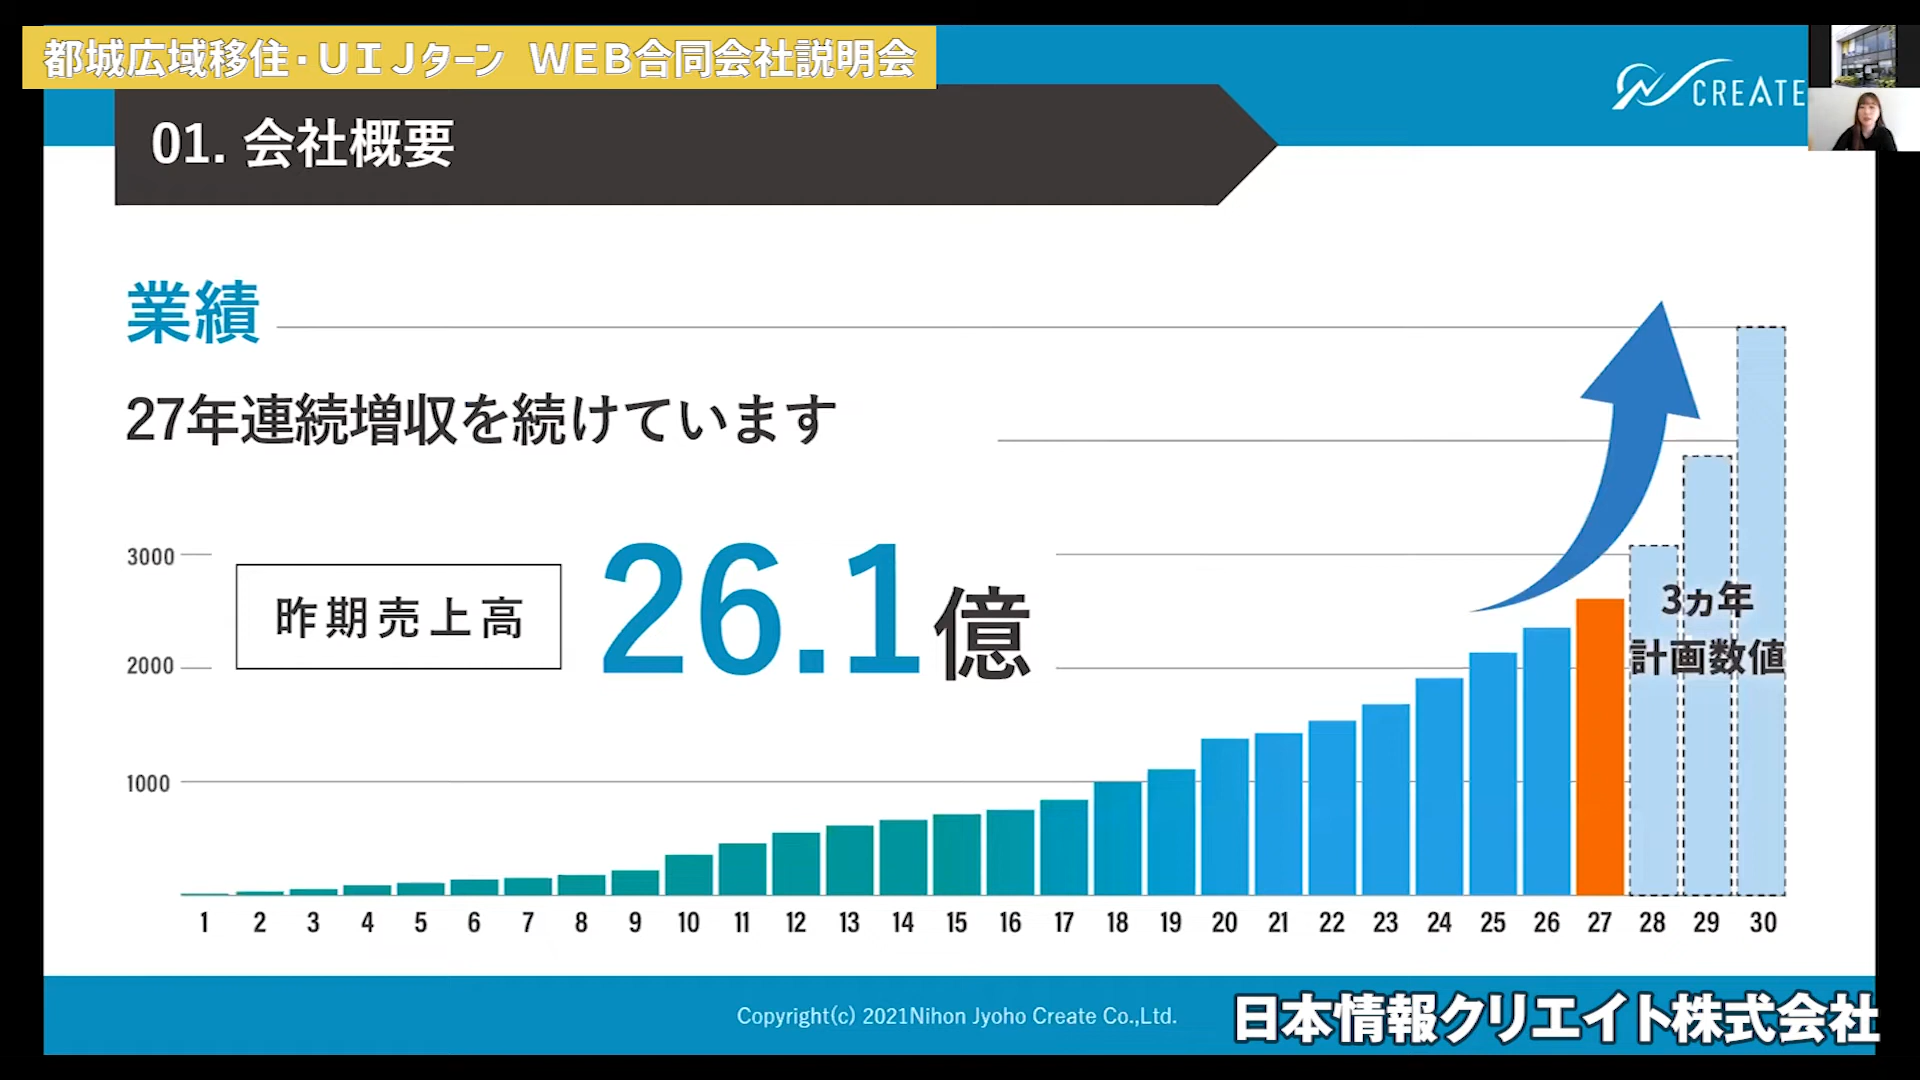 都城広域移住・UIJターン WEB合同会社説明会
CREATE
01. 会社概要
業績
27年連続増収を続けています
昨期売上高
26.1億
3ヵ年
計画数値
3000
2000
1000
1 2 3 4 5 6 7 8 9 10 11 12 13 14 15 16 17 18 19 20 21 22 23 24 25 26 27 28 29 30
Copyright(c) 2021Nihon Jyoho Create Co.,Ltd.
日本情報クリエイト株式会社